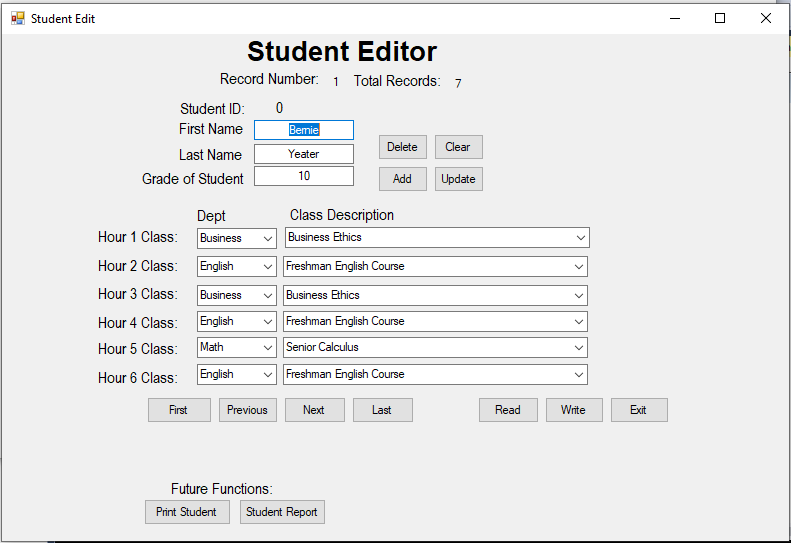 Student Edit
Student Editor
Record Number: 1 Total Records: 7
Student ID: 0
First Name Bernie
Last Name Yeater
Grade of Student 10
Delete Clear
Add Update
Dept Class Description
Hour 1 Class: Business Business Ethics
Hour 2 Class: English Freshman English Course
Hour 3 Class: Business Business Ethics
Hour 4 Class: English Freshman English Course
Hour 5 Class: Math Senior Calculus
Hour 6 Class: English Freshman English Course
First Previous Next Last Read Write Exit
Future Functions:
Print Student Student Report